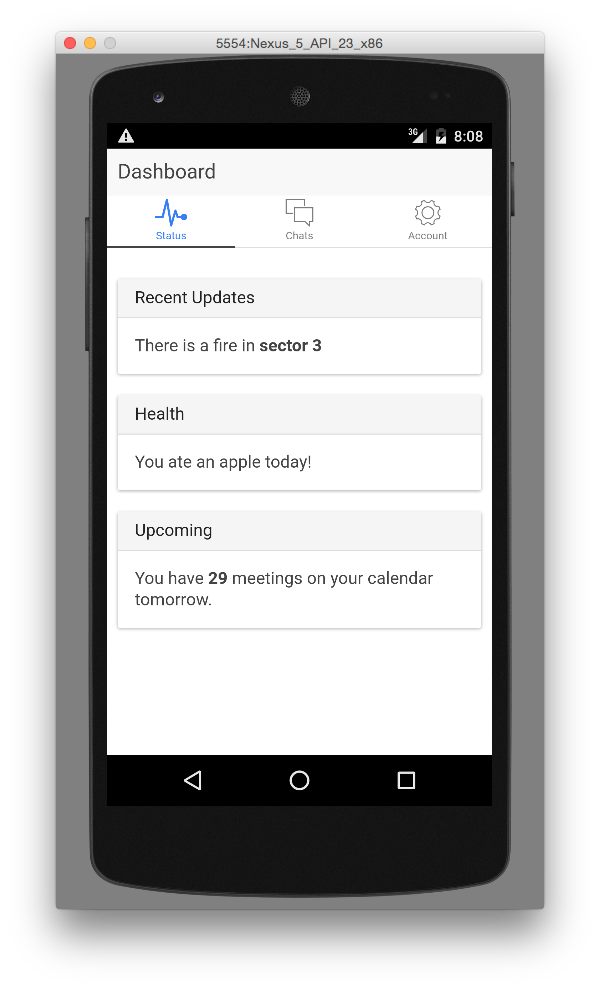 5554:Nexus_5_API_23_x86
3G 8:08
Dashboard
Status Chats Account
Recent Updates
There is a fire in sector 3
Health
You ate an apple today!
Upcoming
You have 29 meetings on your calendar
tomorrow.